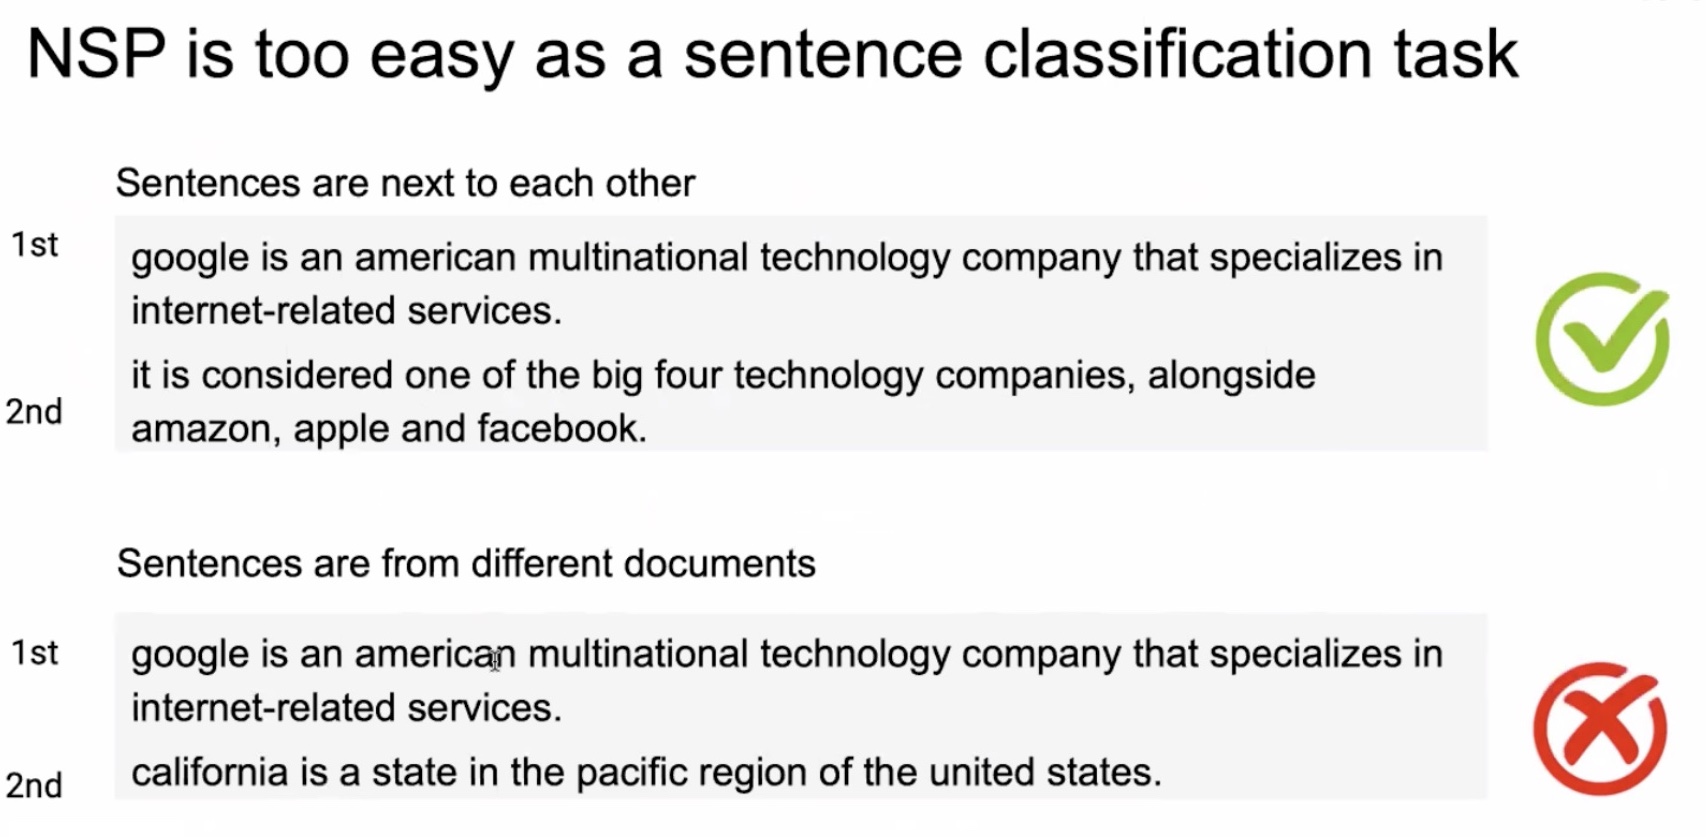 NSP is too easy as a sentence classification task
Sentences are next to each other
1st
google is an american multinational technology company that specializes in
internet-related services.
it is considered one of the big four technology companies, alongside
2nd
amazon, apple and facebook.
Sentences are from different documents
1st
google is an american multinational technology company that specializes in
internet-related services.
2nd
california is a state in the pacific region of the united states.